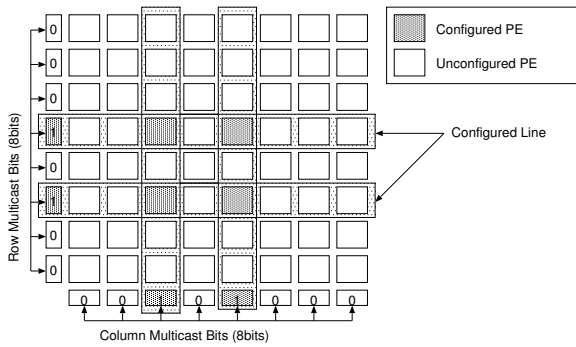 Configured PE
Unconfigured PE
Configured Line
Row Multicast Bits (8bits)
0
0
0
1
0
1
0
0
0 0 1 0 1 0 0 0
Column Multicast Bits (8bits)